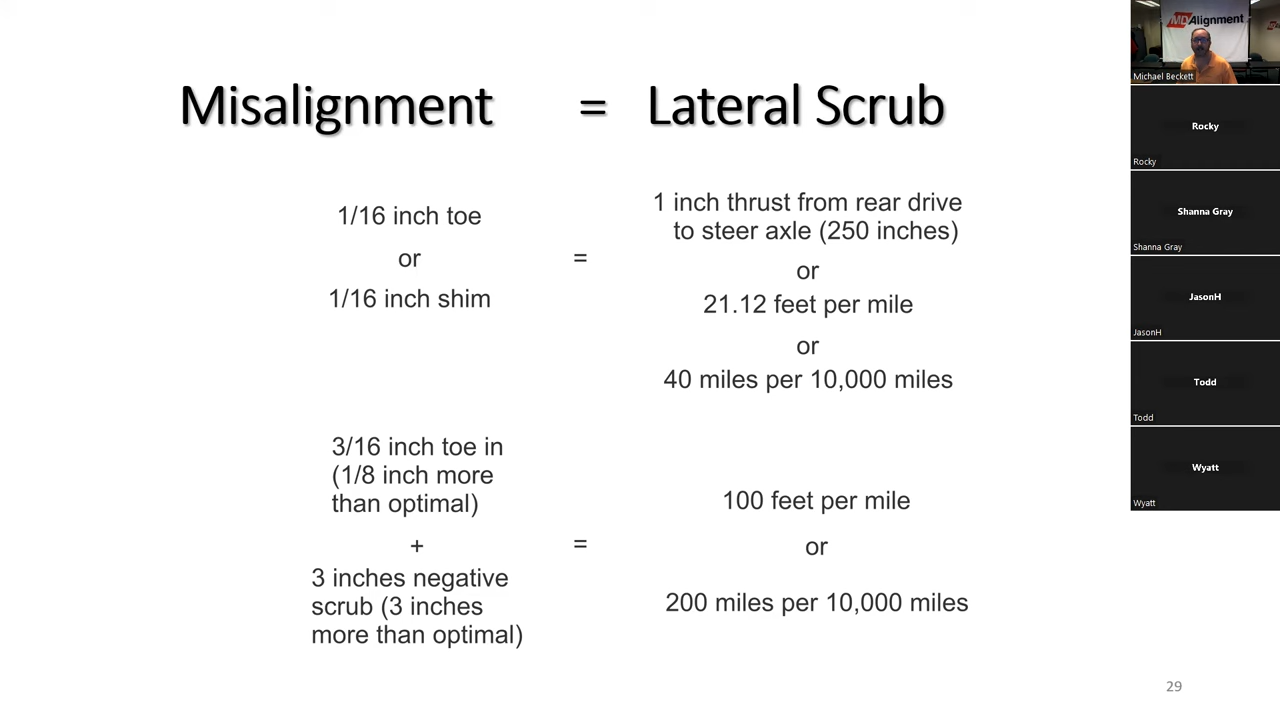 Misalignment = Lateral Scrub
1/16 inch toe
or
1/16 inch shim
=
1 inch thrust from rear drive
to steer axle (250 inches)
or
21.12 feet per mile
or
40 miles per 10,000 miles
3/16 inch toe in
(1/8 inch more
than optimal)
+
3 inches negative
scrub (3 inches
more than optimal)
=
100 feet per mile
or
200 miles per 10,000 miles
29
MD Alignment
Michael Beckett
Rocky
Rocky
Shanna Gray
Shanna Gray
JasonH
JasonH
Todd
Todd
Wyatt
Wyatt